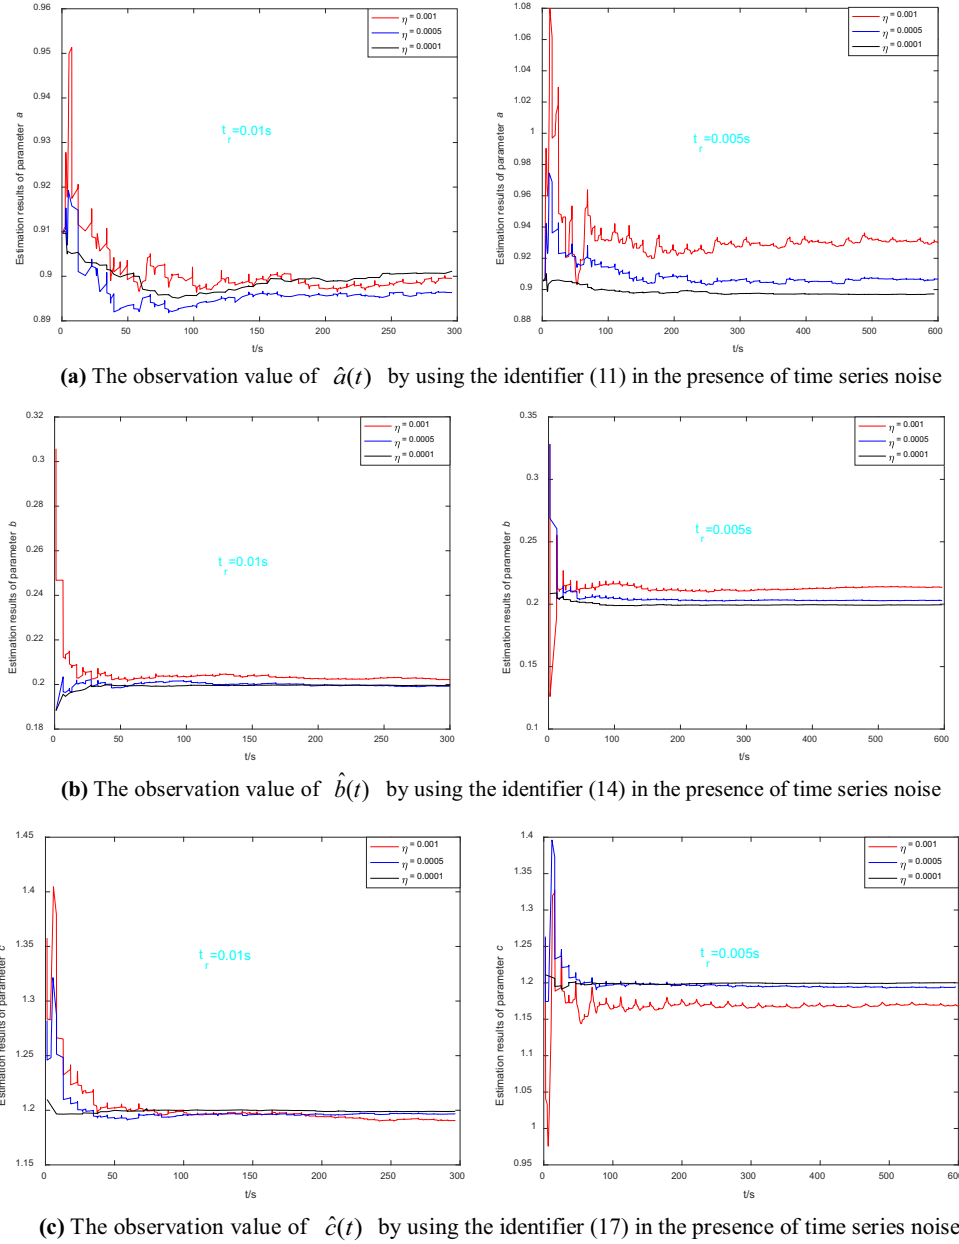 0.96
0.95
0.94
0.93
0.92
0.91
0.9
0.89
0 50 100 150 200 250 300
t/s
Estimation results of parameter a
η = 0.001
η = 0.0005
η = 0.0001
t_r=0.01s
1.08
1.06
1.04
1.02
1
0.98
0.96
0.94
0.92
0.9
0.88
0 100 200 300 400 500 600
t/s
Estimation results of parameter a
η = 0.001
η = 0.0005
η = 0.0001
t_r=0.005s
(a) The observation value of â(t) by using the identifier (11) in the presence of time series noise
0.32
0.3
0.28
0.26
0.24
0.22
0.2
0.18
0 50 100 150 200 250 300
t/s
Estimation results of parameter b
η = 0.001
η = 0.0005
η = 0.0001
t_r=0.01s
0.35
0.3
0.25
0.2
0.15
0.1
0 100 200 300 400 500 600
t/s
Estimation results of parameter b
η = 0.001
η = 0.0005
η = 0.0001
t_r=0.005s
(b) The observation value of b̂(t) by using the identifier (14) in the presence of time series noise
1.45
1.4
1.35
1.3
1.25
1.2
1.15
0 50 100 150 200 250 300
t/s
Estimation results of parameter c
η = 0.001
η = 0.0005
η = 0.0001
t_r=0.01s
1.4
1.35
1.3
1.25
1.2
1.15
1.1
1.05
1
0.95
0 100 200 300 400 500 600
t/s
Estimation results of parameter c
η = 0.001
η = 0.0005
η = 0.0001
t_r=0.005s
(c) The observation value of ĉ(t) by using the identifier (17) in the presence of time series noise